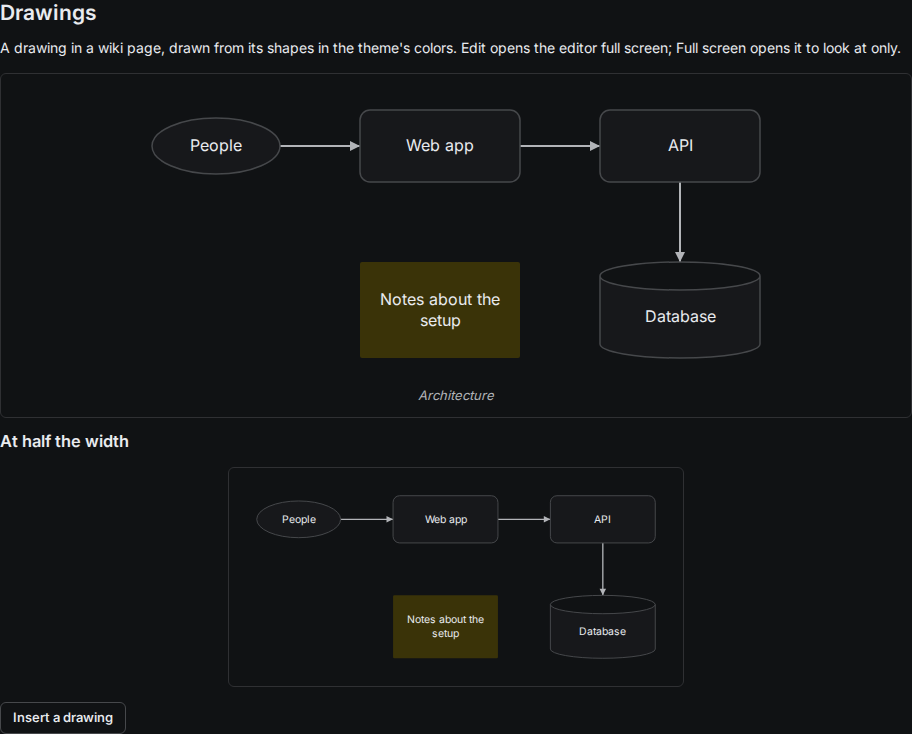 Drawings
A drawing in a wiki page, drawn from its shapes in the theme's colors. Edit opens the editor full screen; Full screen opens it to look at only.
People
Web app
API
Notes about the
setup
Database
Architecture
At half the width
People
Web app
API
Notes about the
setup
Database
Insert a drawing